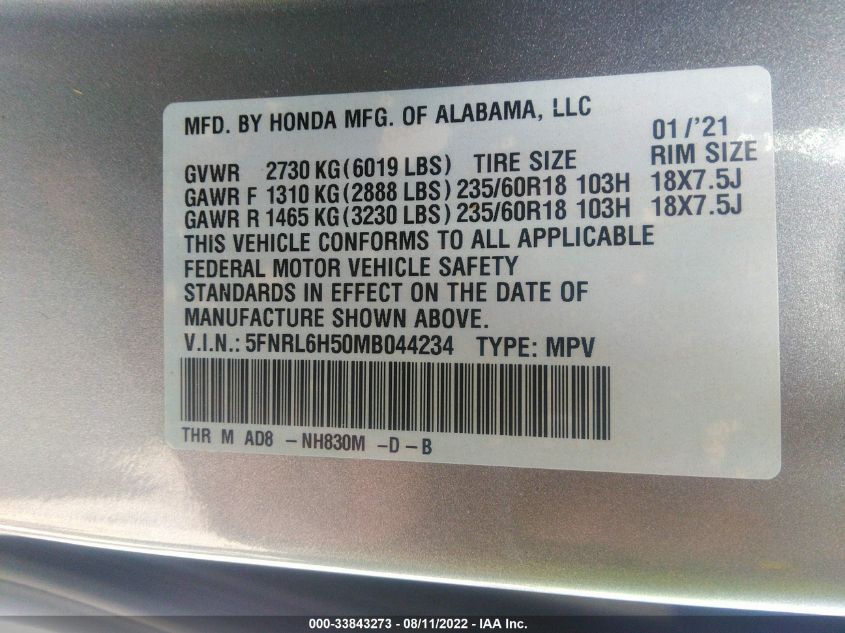 MFD. BY HONDA MFG. OF ALABAMA, LLC
01/'21
GVWR 2730 KG(6019 LBS) TIRE SIZE RIM SIZE
GAWR F 1310 KG(2888 LBS) 235/60R18 103H 18X7.5J
GAWR R 1465 KG(3230 LBS) 235/60R18 103H 18X7.5J
THIS VEHICLE CONFORMS TO ALL APPLICABLE
FEDERAL MOTOR VEHICLE SAFETY
STANDARDS IN EFFECT ON THE DATE OF
MANUFACTURE SHOWN ABOVE.
V.I.N.: 5FNRL6H50MB044234 TYPE: MPV
THR M AD8 -NH830M -D-B
000-33843273 - 08/11/2022 - IAA Inc.